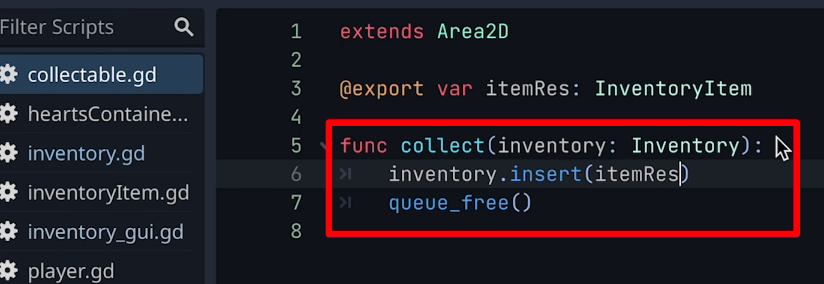 Filter Scripts
collectable.gd
heartsContaine...
inventory.gd
inventoryItem.gd
inventory_gui.gd
player.gd
1 extends Area2D
2
3 @export var itemRes: InventoryItem
4
5 func collect(inventory: Inventory):
6 inventory.insert(itemRes)
7 queue_free()
8